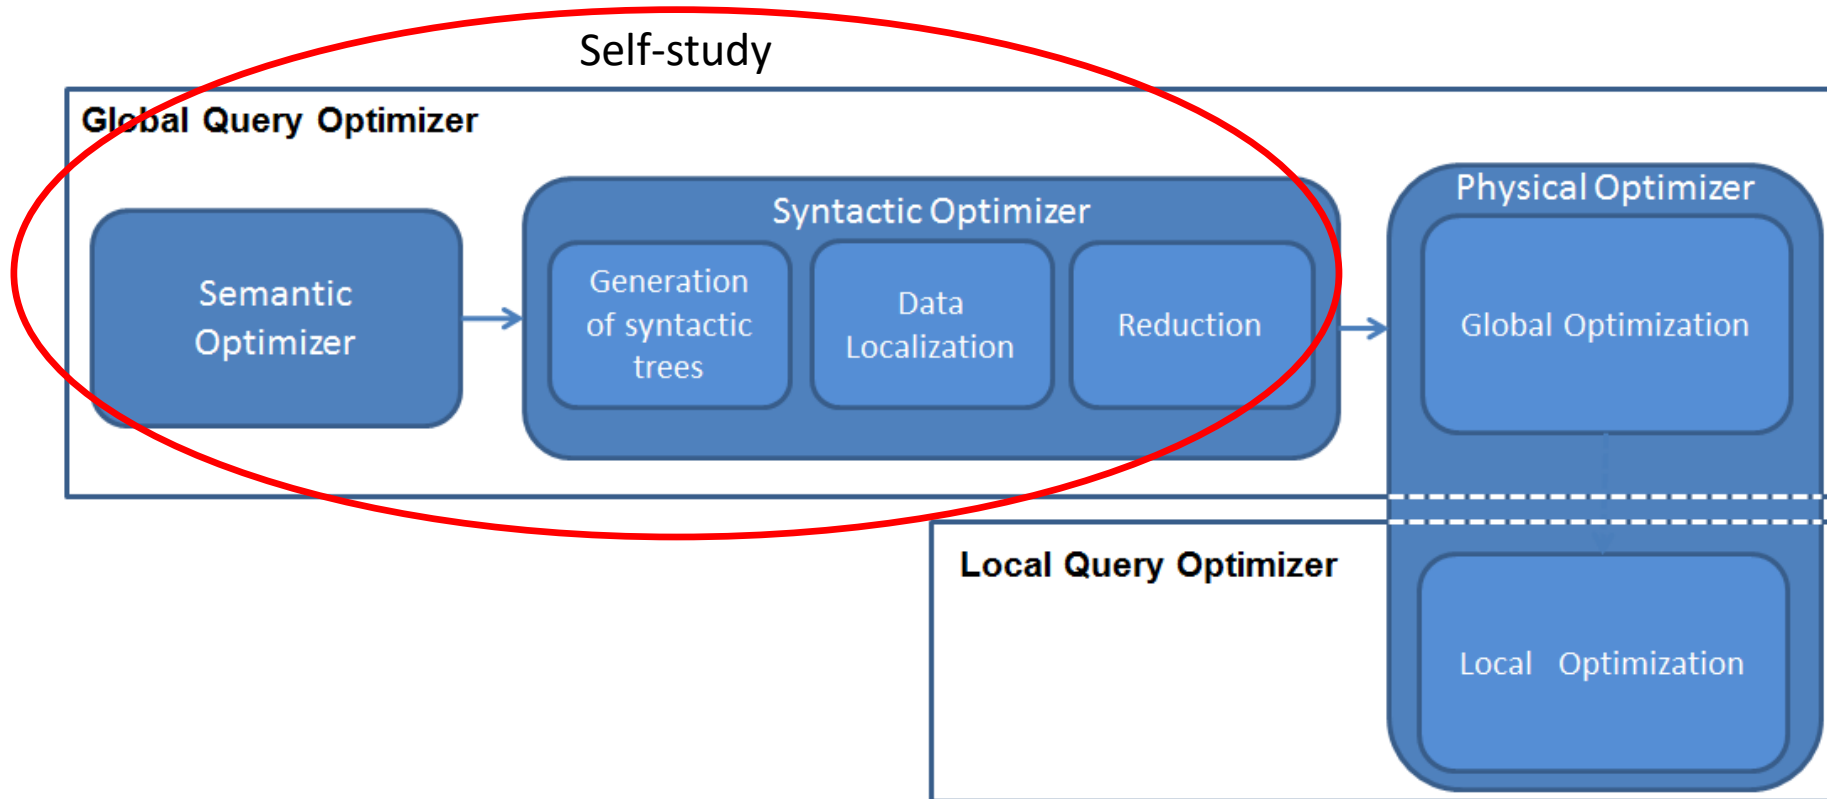 Self-study
Global Query Optimizer
Semantic
Optimizer
Syntactic Optimizer
Generation
of syntactic
trees
Data
Localization
Reduction
Physical Optimizer
Global Optimization
Local Query Optimizer
Local Optimization